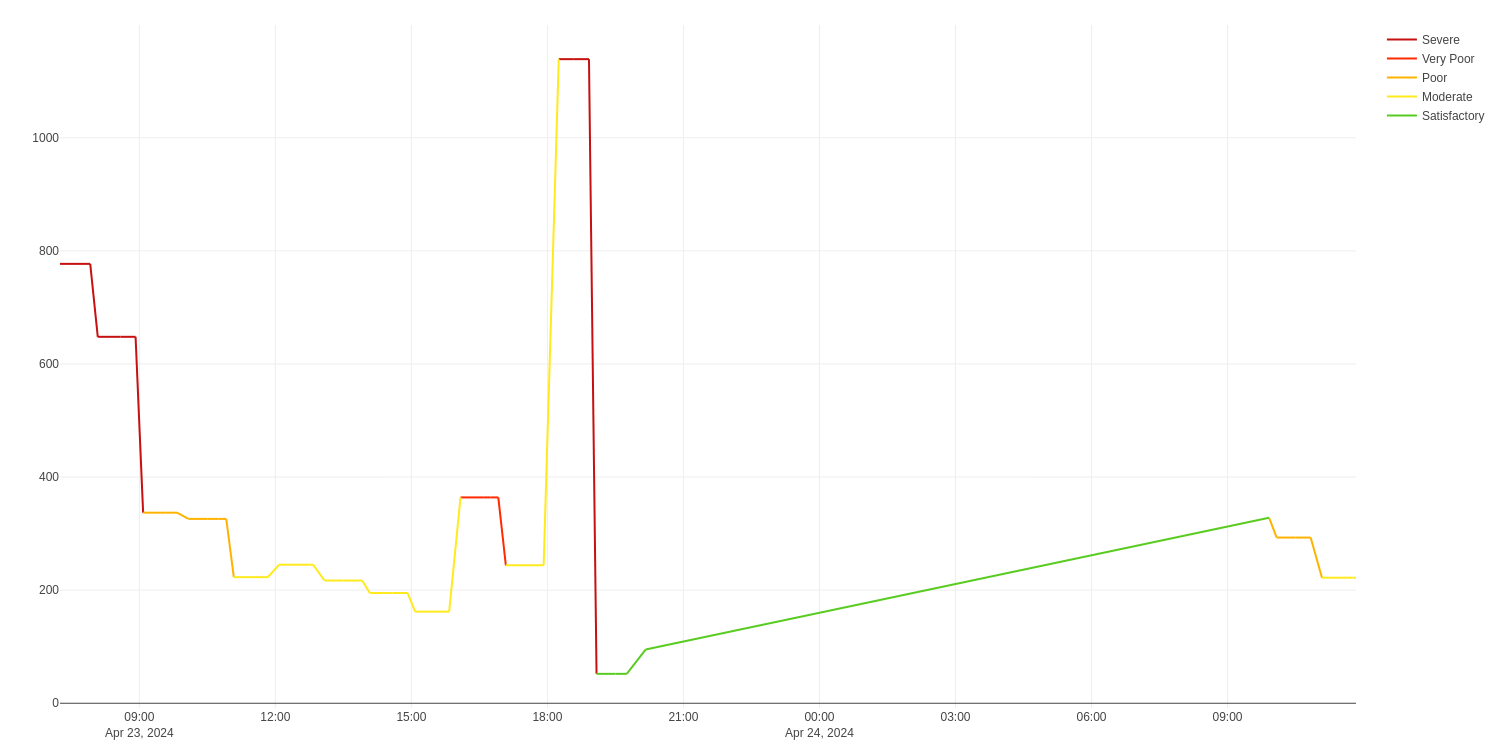 Severe
Very Poor
Poor
Moderate
Satisfactory
1000
800
600
400
200
0
09:00 12:00 15:00 18:00 21:00 00:00 03:00 06:00 09:00
Apr 23, 2024 Apr 24, 2024